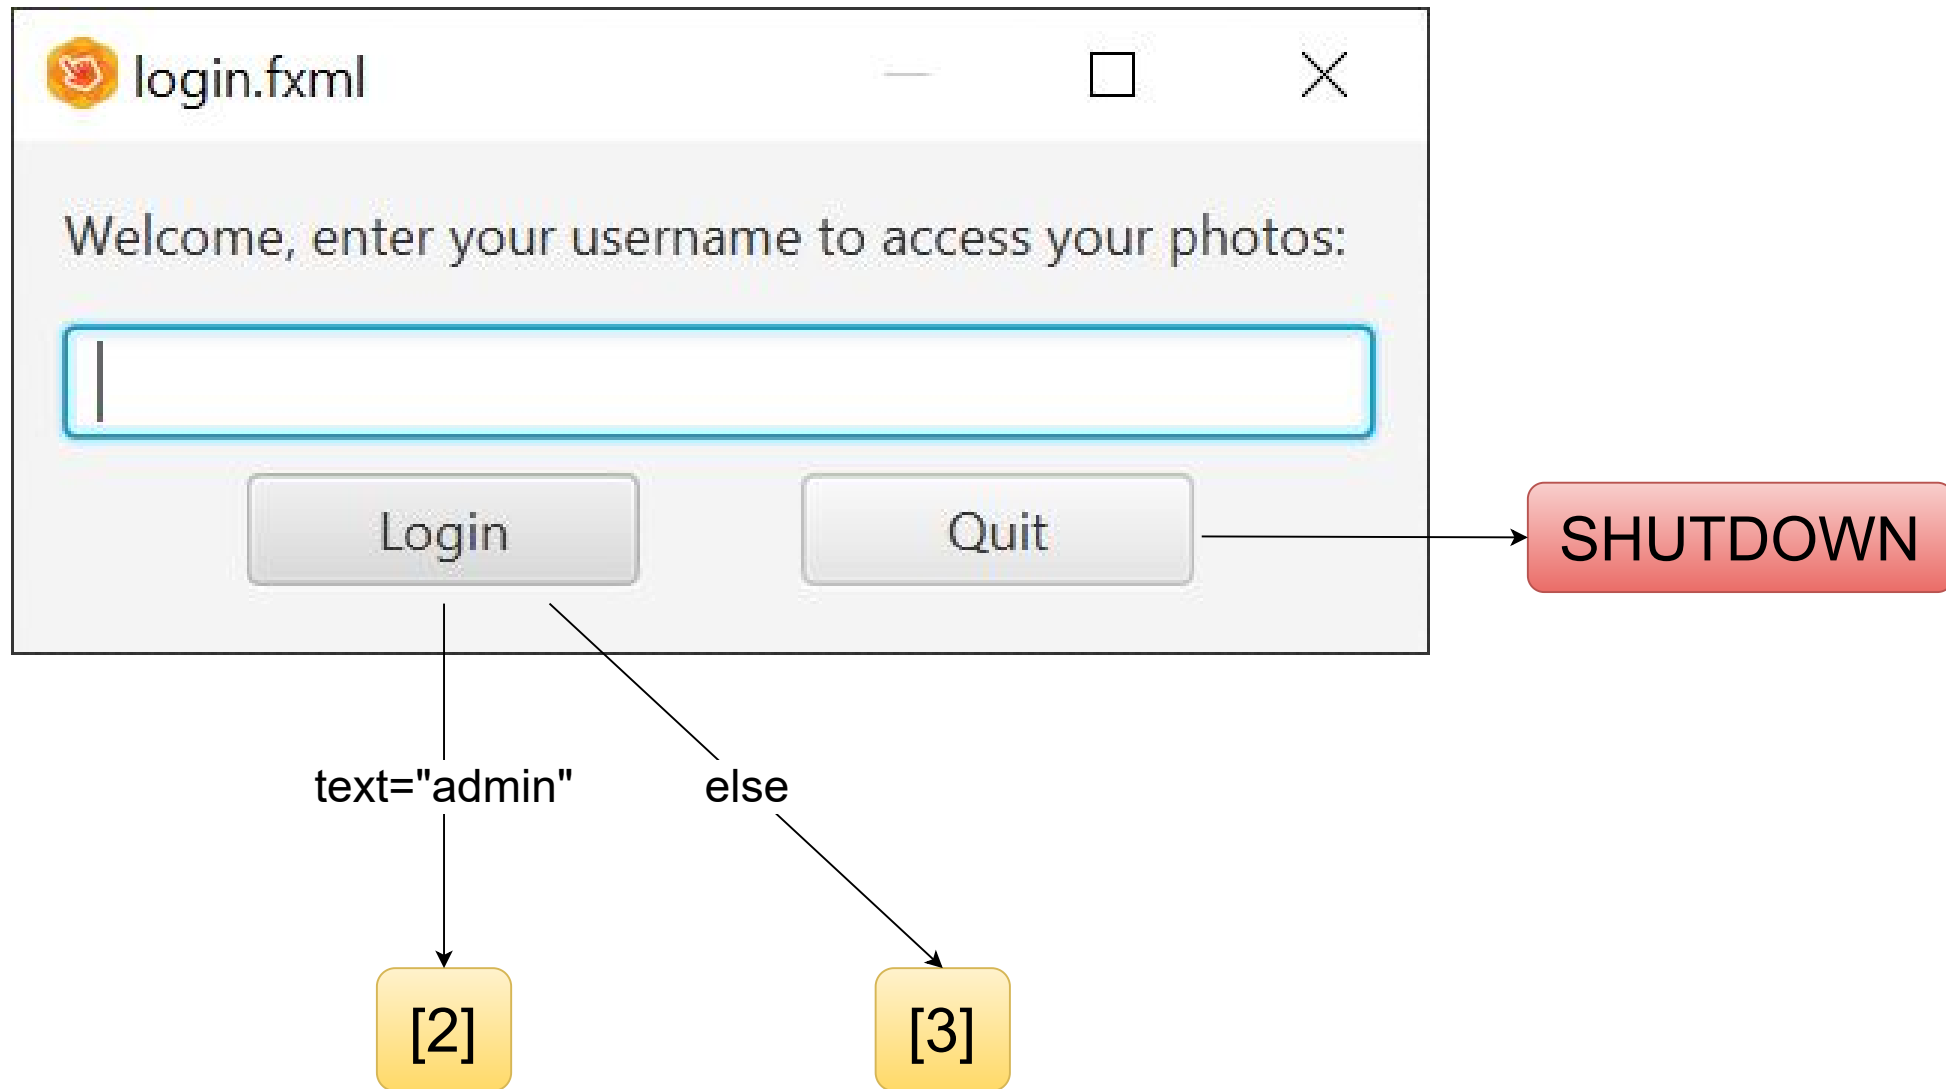 login.fxml
Welcome, enter your username to access your photos:
Login
Quit
SHUTDOWN
text="admin"
else
[2]
[3]